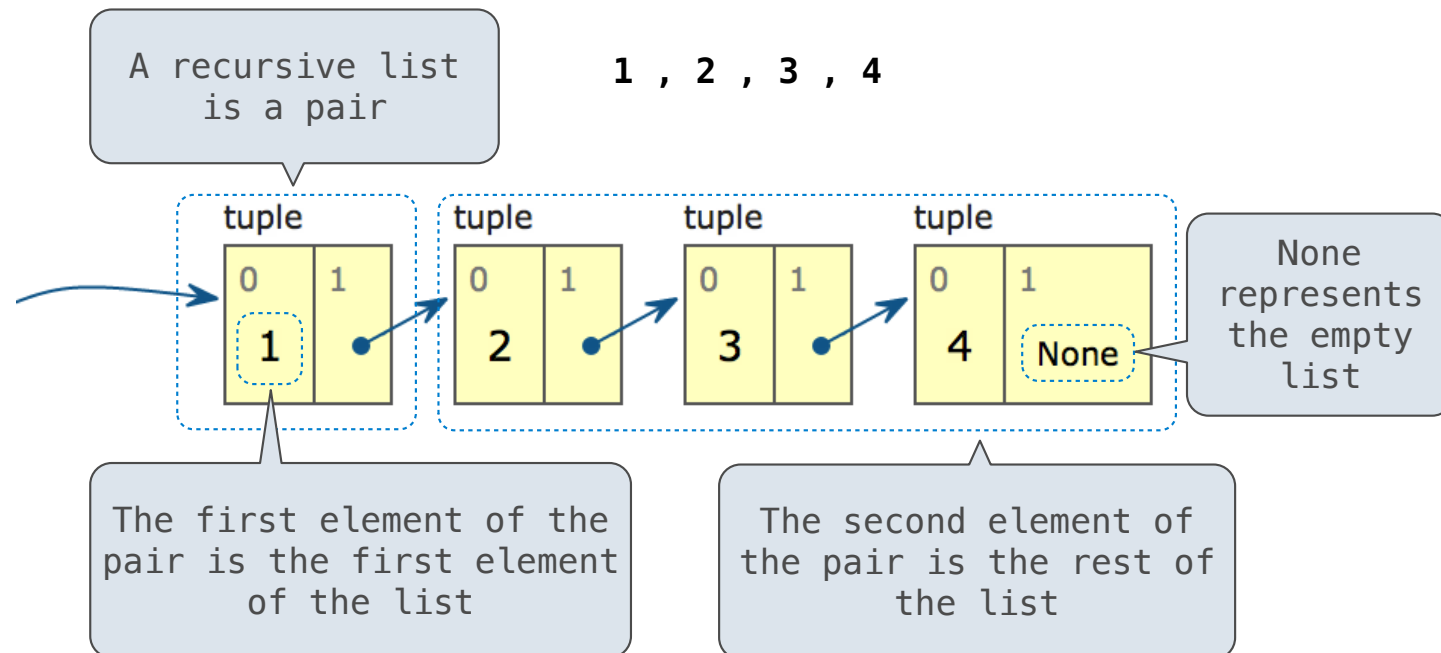 A recursive list
is a pair
1 , 2 , 3 , 4
tuple
0 1
1
tuple
0 1
2
tuple
0 1
3
tuple
0 1
4 None
None
represents
the empty
list
The first element of the
pair is the first element
of the list
The second element of
the pair is the rest of
the list